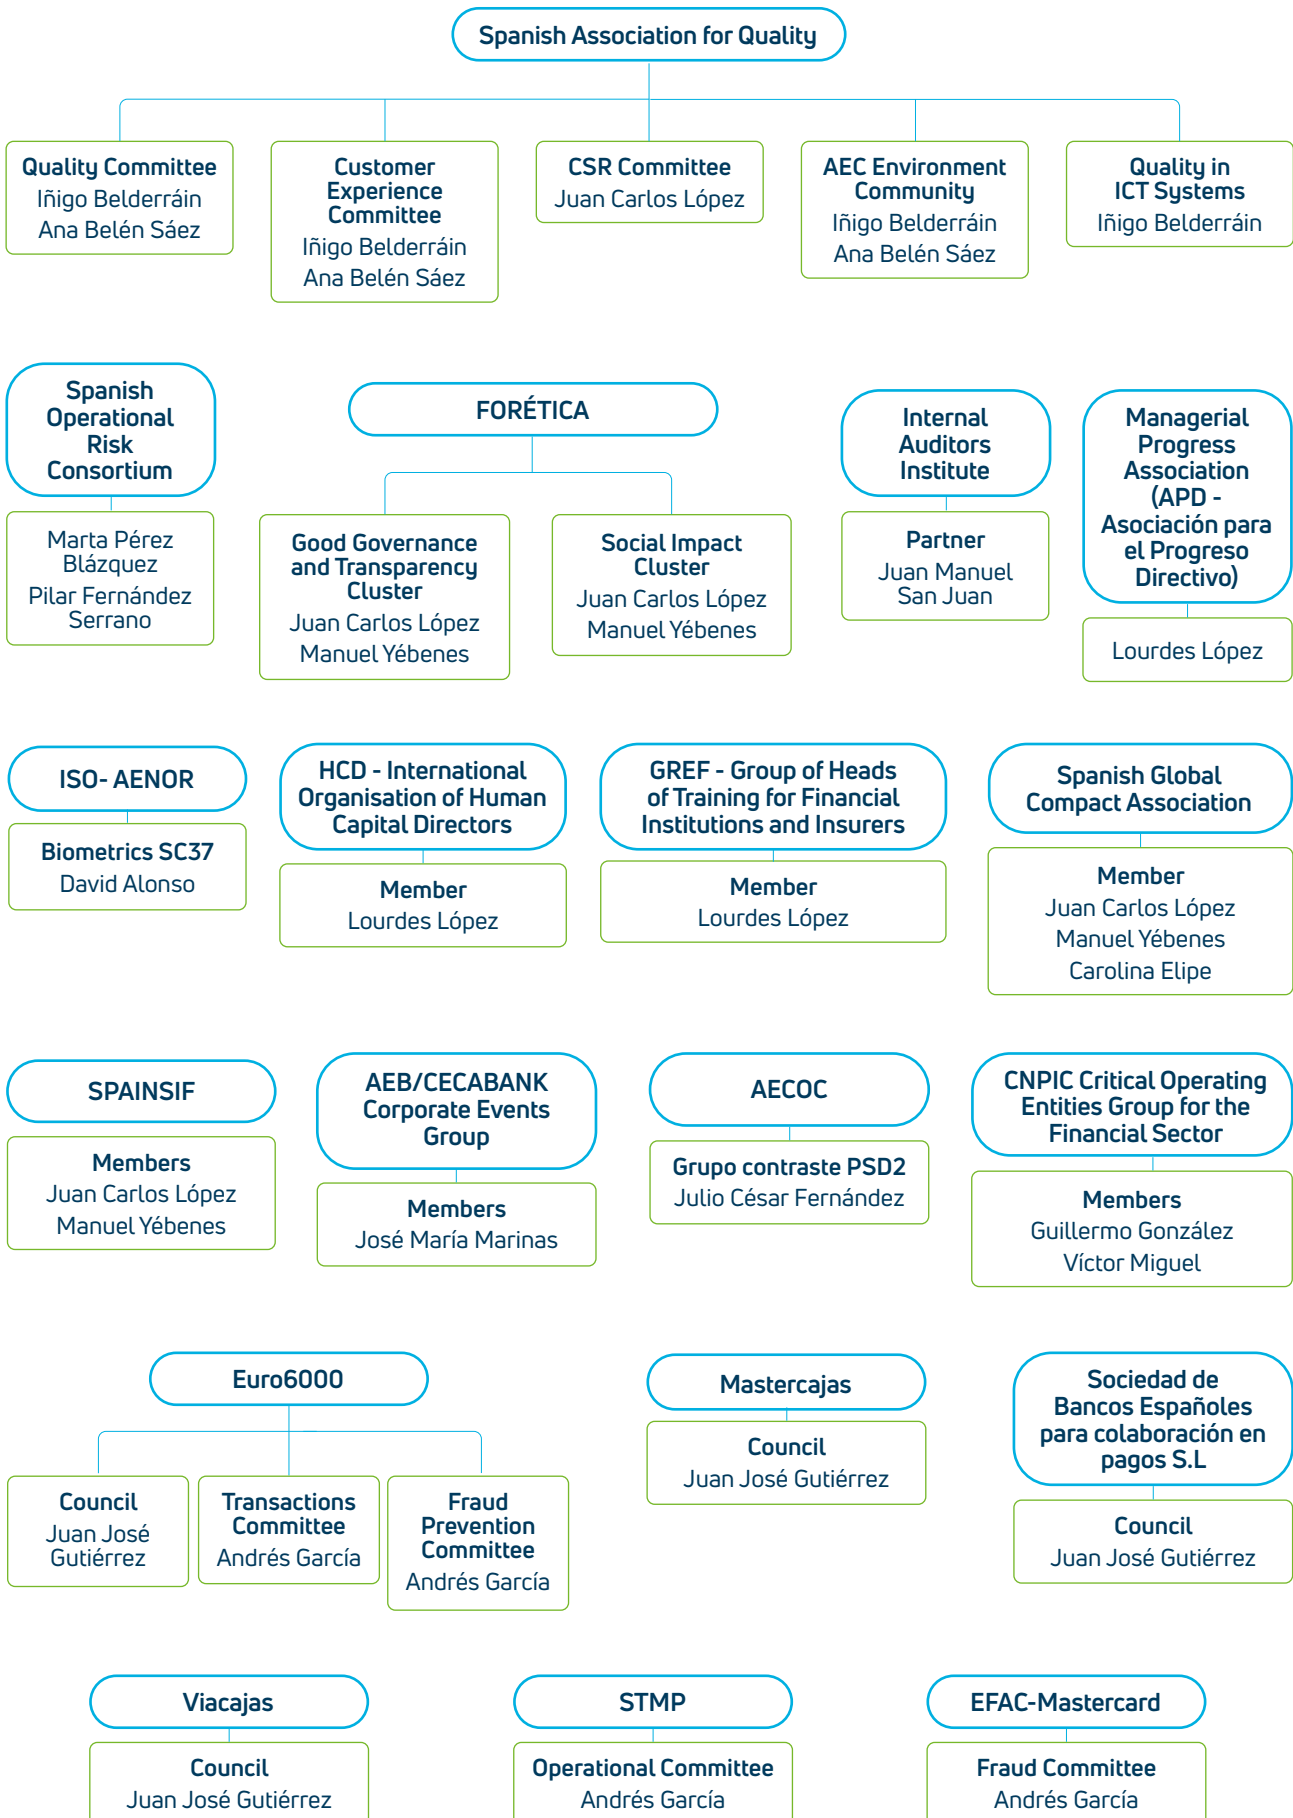 Spanish Association for Quality
Quality Committee
Iñigo Belderráin
Ana Belén Sáez
Customer
Experience
Committee
Iñigo Belderráin
Ana Belén Sáez
CSR Committee
Juan Carlos López
AEC Environment
Community
Iñigo Belderráin
Ana Belén Sáez
Quality in
ICT Systems
Iñigo Belderráin
Spanish
Operational
Risk
Consortium
Marta Pérez
Blázquez
Pilar Fernández
Serrano
FORÉTICA
Good Governance
and Transparency
Cluster
Juan Carlos López
Manuel Yébenes
Social Impact
Cluster
Juan Carlos López
Manuel Yébenes
Internal
Auditors
Institute
Partner
Juan Manuel
San Juan
Managerial
Progress
Association
(APD -
Asociación para
el Progreso
Directivo)
Lourdes López
ISO- AENOR
Biometrics SC37
David Alonso
HCD - International
Organisation of Human
Capital Directors
Member
Lourdes López
GREF - Group of Heads
of Training for Financial
Institutions and Insurers
Member
Lourdes López
Spanish Global
Compact Association
Member
Juan Carlos López
Manuel Yébenes
Carolina Elipe
SPAINSIF
Members
Juan Carlos López
Manuel Yébenes
AEB/CECABANK
Corporate Events
Group
Members
José María Marinas
AECOC
Grupo contraste PSD2
Julio César Fernández
CNPIC Critical Operating
Entities Group for the
Financial Sector
Members
Guillermo González
Víctor Miguel
Euro6000
Council
Juan José
Gutiérrez
Transactions
Committee
Andrés García
Fraud
Prevention
Committee
Andrés García
Mastercajas
Council
Juan José Gutiérrez
Sociedad de
Bancos Españoles
para colaboración en
pagos S.L
Council
Juan José Gutiérrez
Viacajas
Council
Juan José Gutiérrez
STMP
Operational Committee
Andrés García
EFAC-Mastercard
Fraud Committee
Andrés García